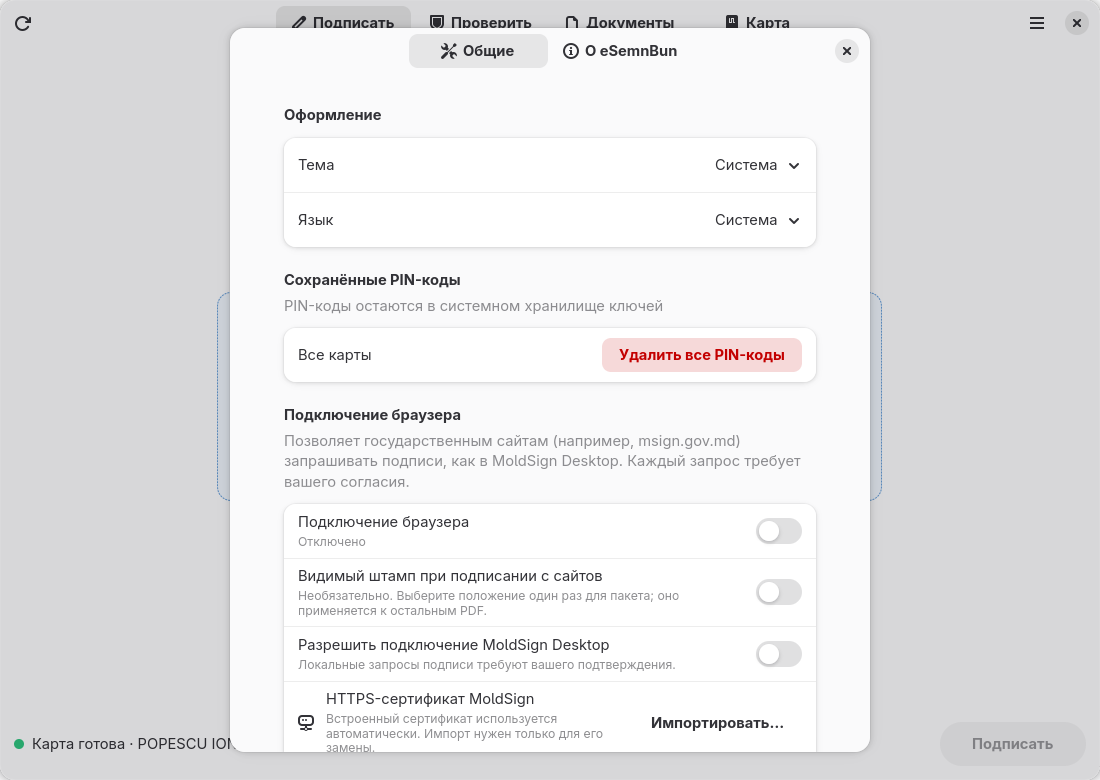 Подписать
Проверить
Документы
Карта
Общие
О eSemnBun
Оформление
Тема
Система
Язык
Система
Сохранённые PIN-коды
PIN-коды остаются в системном хранилище ключей
Все карты
Удалить все PIN-коды
Подключение браузера
Позволяет государственным сайтам (например, msign.gov.md)
запрашивать подписи, как в MoldSign Desktop. Каждый запрос требует
вашего согласия.
Подключение браузера
Отключено
Видимый штамп при подписании с сайтов
Необязательно. Выберите положение один раз для пакета; оно
применяется к остальным PDF.
Разрешить подключение MoldSign Desktop
Локальные запросы подписи требуют вашего подтверждения.
HTTPS-сертификат MoldSign
Встроенный сертификат используется
автоматически. Импорт нужен только для его
замены.
Импортировать...
Карта готова · POPESCU
Подписать